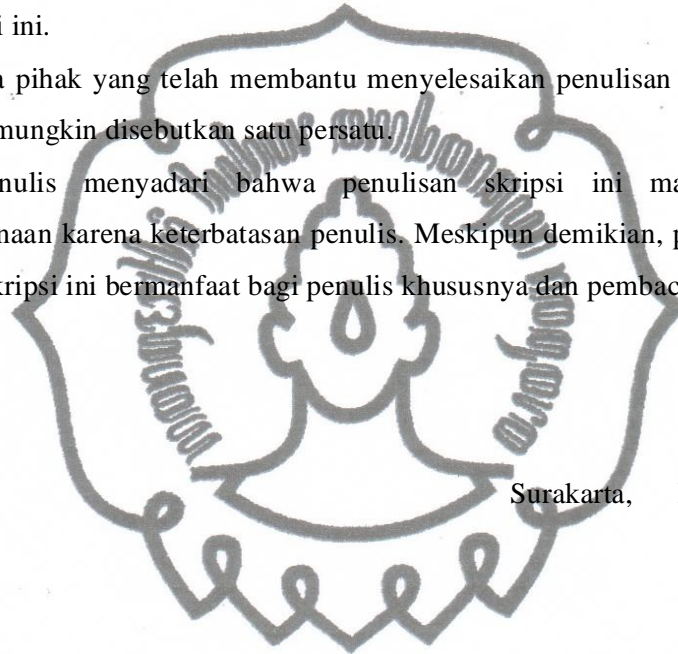 i ini.
a pihak yang telah membantu menyelesaikan penulisan
mungkin disebutkan satu persatu.
nulis menyadari bahwa penulisan skripsi ini ma
naan karena keterbatasan penulis. Meskipun demikian, p
kripsi ini bermanfaat bagi penulis khususnya dan pembac
Surakarta,